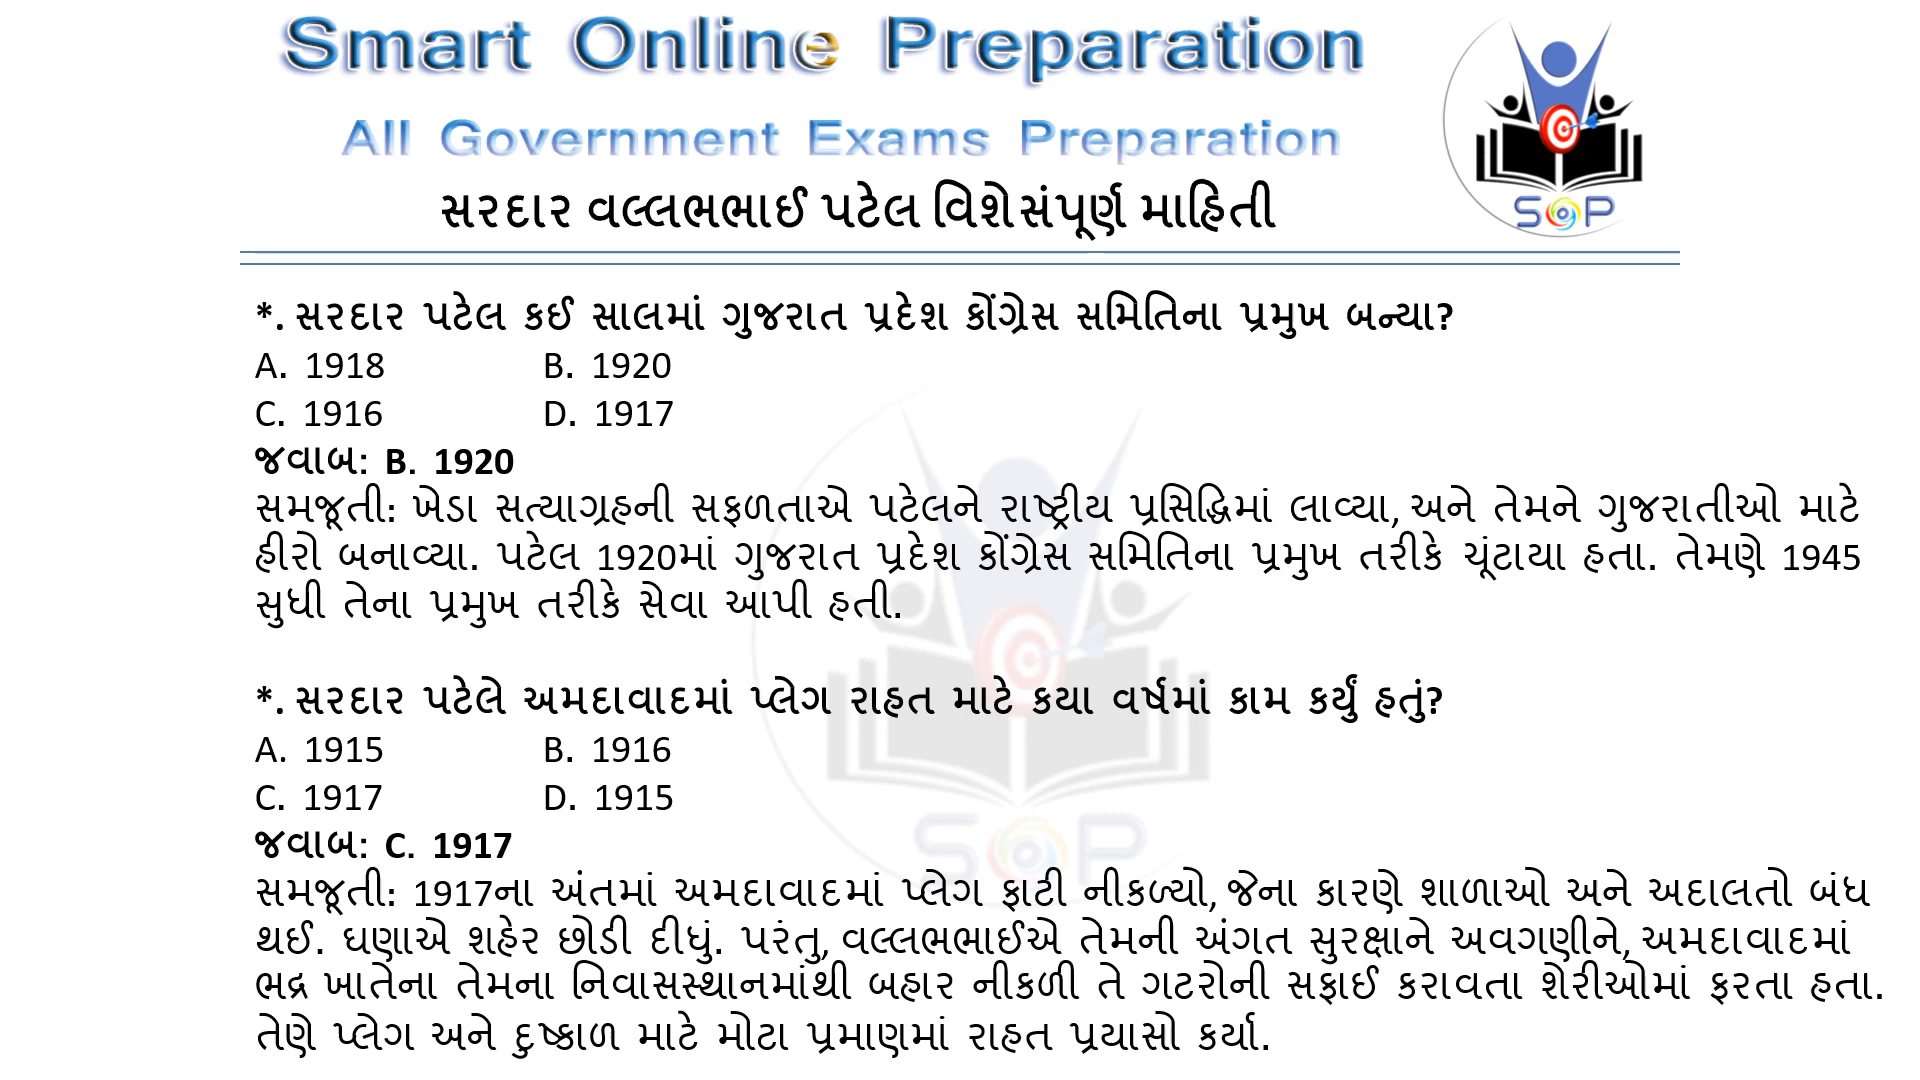 Smart Online Preparation
All Government Exams Preparation
સરદાર વલ્લભભાઈ પટેલ વિશે સંપૂર્ણ માહિતી
SOP
*. સરદાર પટેલ કઈ સાલમાં ગુજરાત પ્રદેશ કોંગ્રેસ સમિતિના પ્રમુખ બન્યા?
A. 1918 B. 1920
C. 1916 D. 1917
જવાબ: B. 1920
સમજૂતી: ખેડા સત્યાગ્રહની સફળતાએ પટેલને રાષ્ટ્રીય પ્રસિદ્ધિમાં લાવ્યા, અને તેમને ગુજરાતીઓ માટે
હીરો બનાવ્યા. પટેલ 1920માં ગુજરાત પ્રદેશ કોંગ્રેસ સમિતિના પ્રમુખ તરીકે ચૂંટાયા હતા. તેમણે 1945
સુધી તેના પ્રમુખ તરીકે સેવા આપી હતી.
*. સરદાર પટેલે અમદાવાદમાં પ્લેગ રાહત માટે કયા વર્ષમાં કામ કર્યું હતું?
A. 1915 B. 1916
C. 1917 D. 1915
જવાબ: C. 1917
સમજૂતી: 1917ના અંતમાં અમદાવાદમાં પ્લેગ ફાટી નીકળ્યો, જેના કારણે શાળાઓ અને અદાલતો બંધ
થઈ. ઘણાએ શહેર છોડી દીધું. પરંતુ, વલ્લભભાઈએ તેમની અંગત સુરક્ષાને અવગણીને, અમદાવાદમાં
ભદ્ર ખાતેના તેમના નિવાસસ્થાનમાંથી બહાર નીકળી તે ગટરોની સફાઈ કરાવતા શેરીઓમાં ફરતા હતા.
તેણે પ્લેગ અને દુષ્કાળ માટે મોટા પ્રમાણમાં રાહત પ્રયાસો કર્યા.
SOP